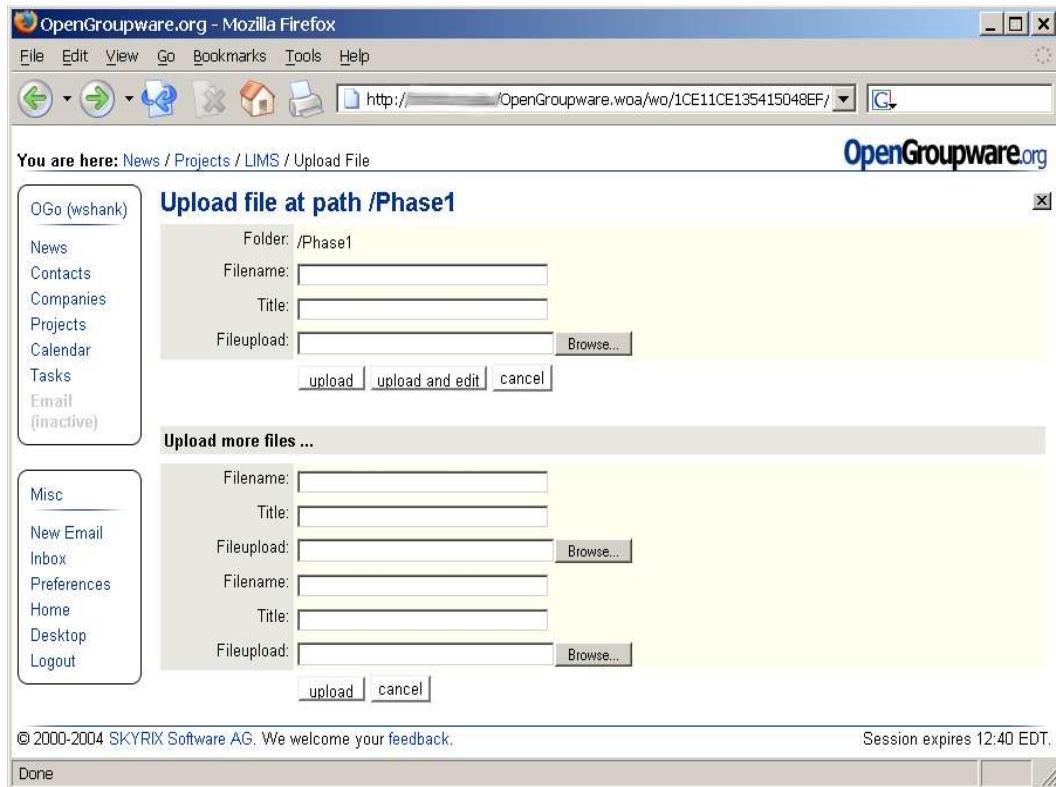 OpenGroupware.org - Mozilla Firefox
File Edit View Go Bookmarks Tools Help
http:// /OpenGroupware.woa/wo/1CE11CE135415048EF/ G
You are here: News / Projects / LIMS / Upload File
OpenGroupware.org
OGo (wshank)
News
Contacts
Companies
Projects
Calendar
Tasks
Email
(inactive)
Misc
New Email
Inbox
Preferences
Home
Desktop
Logout
Upload file at path /Phase1
Folder: /Phase1
Filename:
Title:
Fileupload: Browse...
upload upload and edit cancel
Upload more files ...
Filename:
Title:
Fileupload: Browse...
Filename:
Title:
Fileupload: Browse...
upload cancel
© 2000-2004 SKYRIX Software AG. We welcome your feedback. Session expires 12:40 EDT.
Done